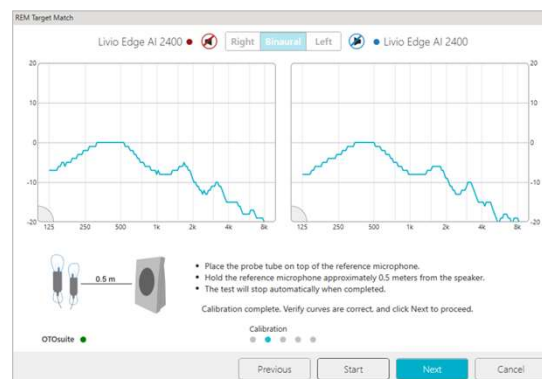 REM Target Match
Livio Edge AI 2400 Right Binaural Left Livio Edge AI 2400
20 20
10 10
0 0
-10 -10
-20 -20
125 250 500 1k 2k 4k 8k 125 250 500 1k 2k 4k 8k
0.5 m
• Place the probe tube on top of the reference microphone.
• Hold the reference microphone approximately 0.5 meters from the speaker.
• The test will stop automatically when completed.
Calibration complete. Verify curves are correct, and click Next to proceed.
Calibration
OTOsuite
Previous Start Next Cancel